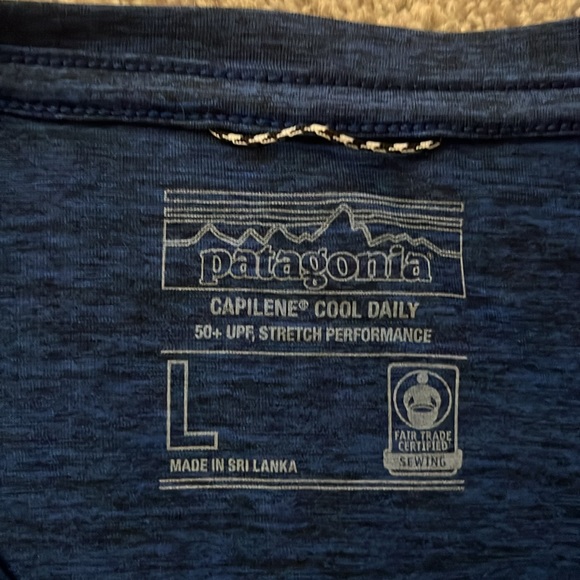 patagonia
CAPILENE® COOL DAILY
50+ UPF, STRETCH PERFORMANCE
L
FAIR TRADE
CERTIFIED
SEWING
MADE IN SRI LANKA